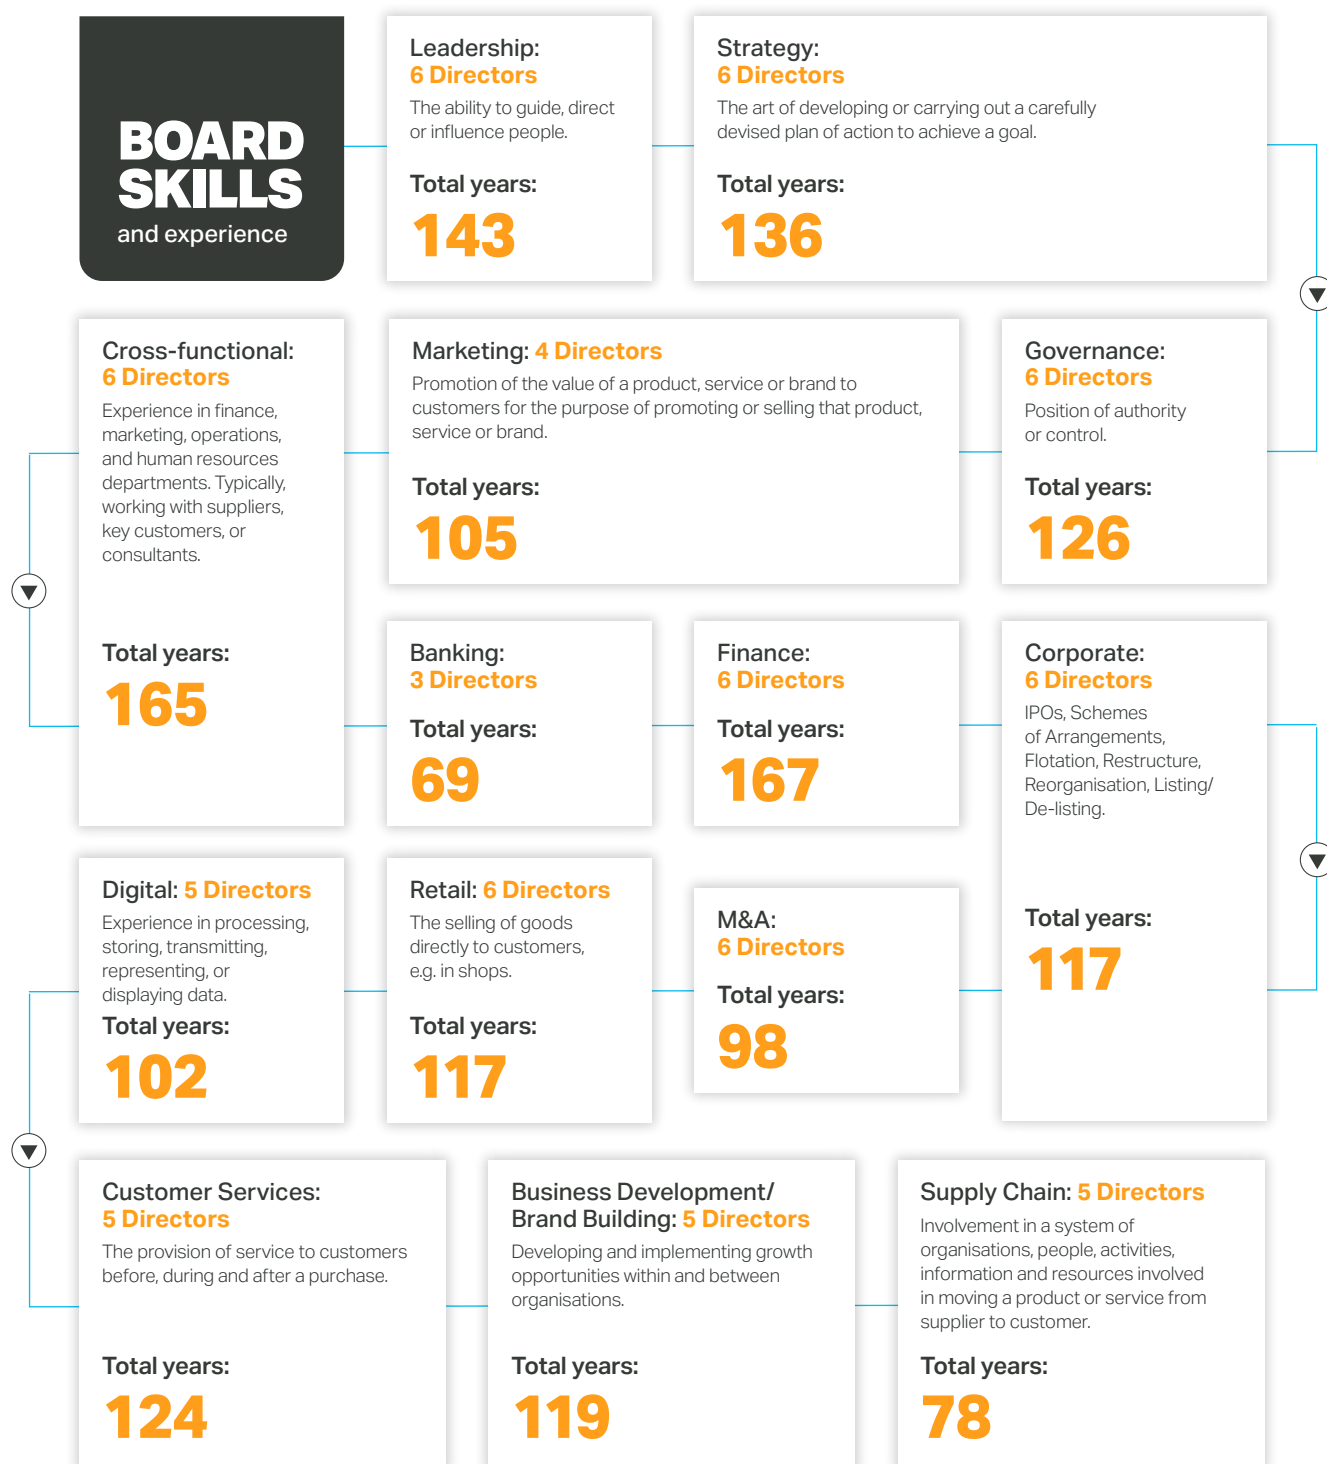 BOARD
SKILLS
and experience
Leadership:
6 Directors
The ability to guide, direct
or influence people.
Total years:
143
Strategy:
6 Directors
The art of developing or carrying out a carefully
devised plan of action to achieve a goal.
Total years:
136
Governance:
6 Directors
Position of authority
or control.
Total years:
126
Marketing: 4 Directors
Promotion of the value of a product, service or brand to
customers for the purpose of promoting or selling that product,
service or brand.
Total years:
105
Cross-functional:
6 Directors
Experience in finance,
marketing, operations,
and human resources
departments. Typically,
working with suppliers,
key customers, or
consultants.
Total years:
165
Banking:
3 Directors
Total years:
69
Finance:
6 Directors
Total years:
167
Corporate:
6 Directors
IPOs, Schemes
of Arrangements,
Flotation, Restructure,
Reorganisation, Listing/
De-listing.
Total years:
117
M&A:
6 Directors
Total years:
98
Retail: 6 Directors
The selling of goods
directly to customers,
e.g. in shops.
Total years:
117
Digital: 5 Directors
Experience in processing,
storing, transmitting,
representing, or
displaying data.
Total years:
102
Customer Services:
5 Directors
The provision of service to customers
before, during and after a purchase.
Total years:
124
Business Development/
Brand Building: 5 Directors
Developing and implementing growth
opportunities within and between
organisations.
Total years:
119
Supply Chain: 5 Directors
Involvement in a system of
organisations, people, activities,
information and resources involved
in moving a product or service from
supplier to customer.
Total years:
78